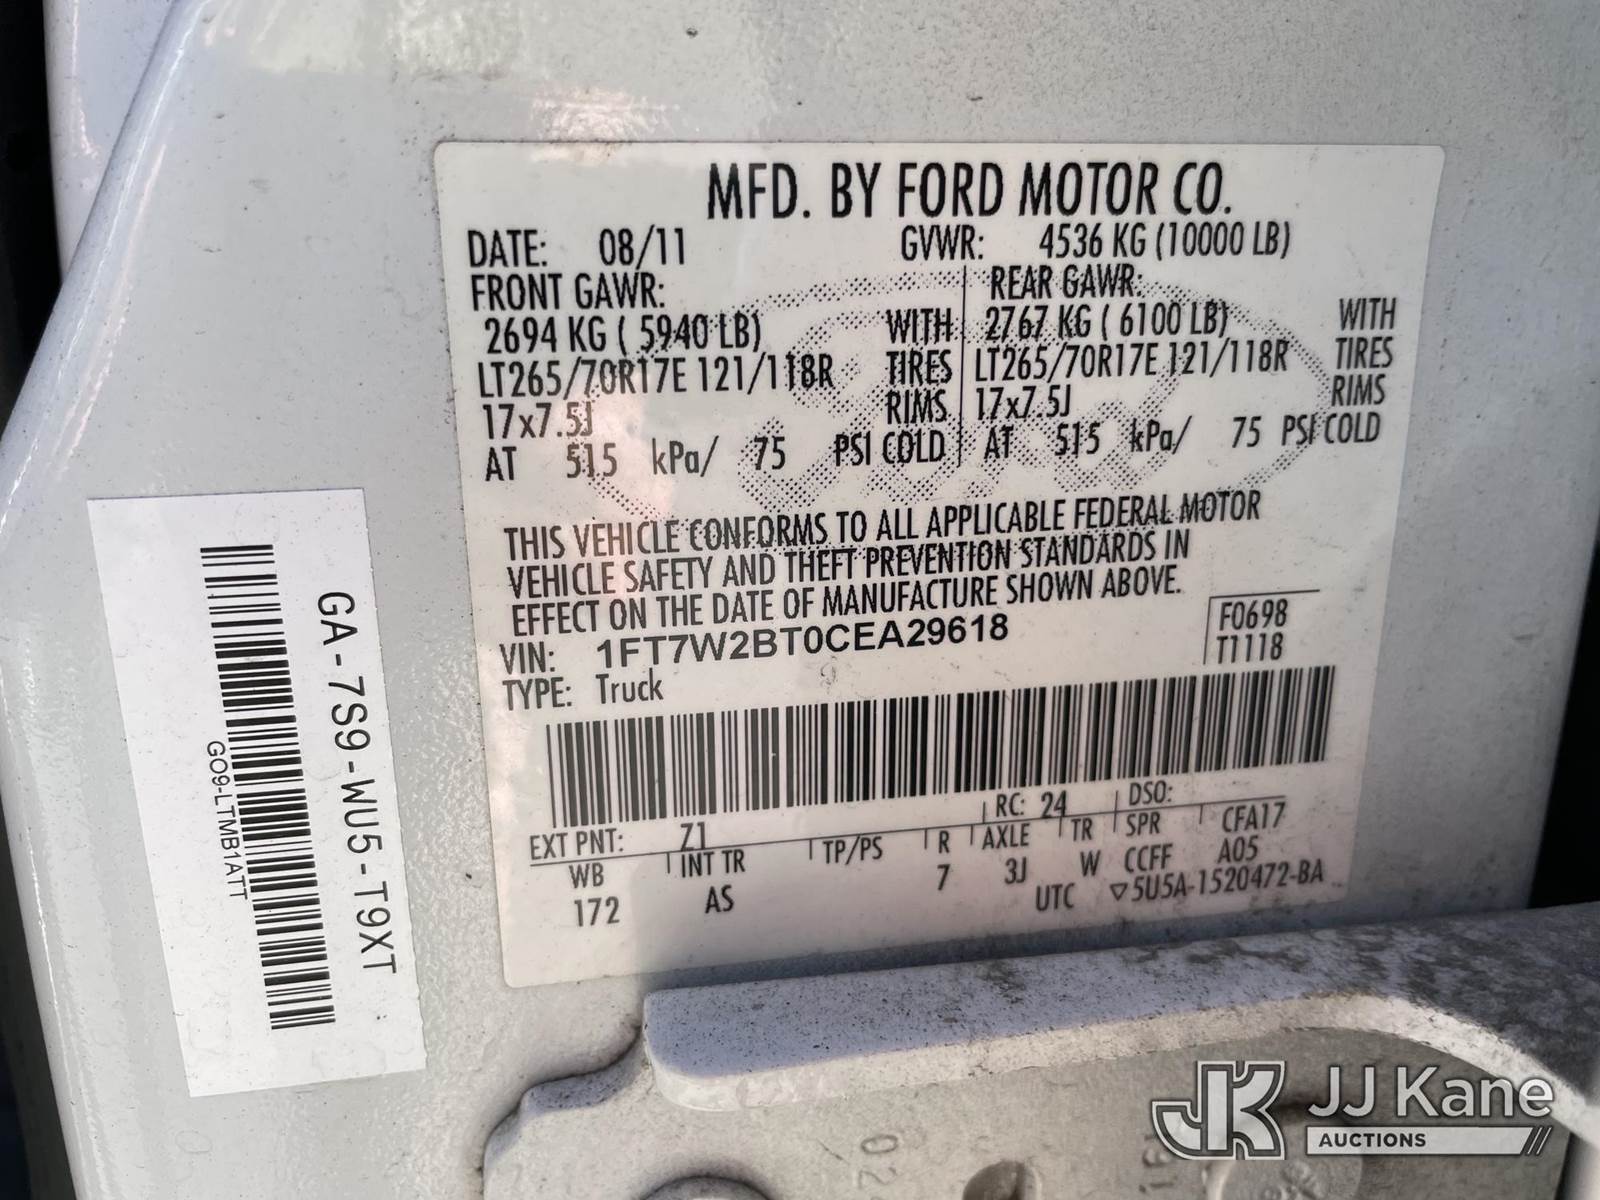 MFD. BY FORD MOTOR CO.
DATE: 08/11 GVWR: 4536 KG (10000 LB)
FRONT GAWR: REAR GAWR:
2694 KG ( 5940 LB) WITH 2767 KG ( 6100 LB) WITH
LT265/70R17E 121/118R TIRES LT265/70R17E 121/118R TIRES
17x7.5J RIMS 17x7.5J RIMS
AT 515 kPa/ 75 PSI COLD AT 515 kPa/ 75 PSI COLD
THIS VEHICLE CONFORMS TO ALL APPLICABLE FEDERAL MOTOR
VEHICLE SAFETY AND THEFT PREVENTION STANDARDS IN
EFFECT ON THE DATE OF MANUFACTURE SHOWN ABOVE.
VIN: 1FT7W2BT0CEA29618 F0698
TYPE: Truck T1118
EXT PNT: Z1 RC: 24 DSO:
WB INT TR TP/PS R AXLE TR SPR CFA17
172 AS 7 3J W CCFF A05
UTC ▽5U5A-1520472-BA
GA-7S9-WU5-T9XT
GO9-LTMB1ATT
JK JJ Kane
AUCTIONS